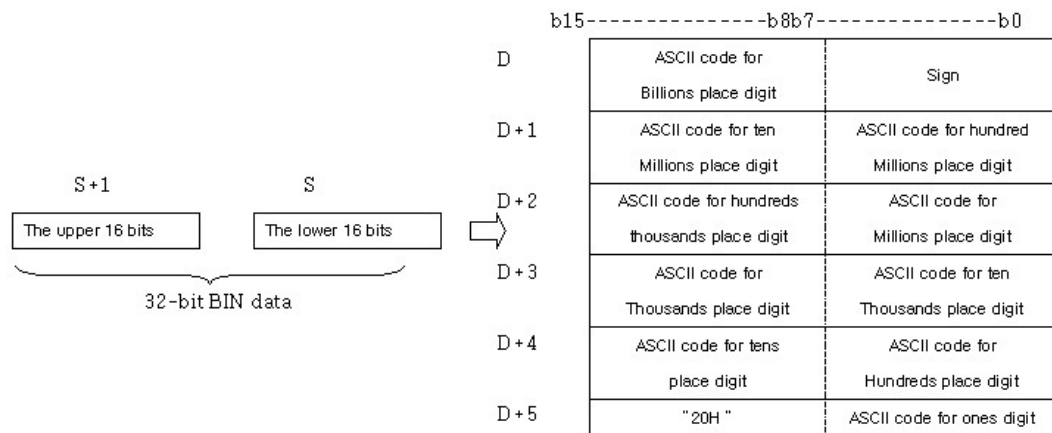 b15----------------b8b7----------------b0
D
ASCII code for
Billions place digit
Sign
D+1
ASCII code for ten
Millions place digit
ASCII code for hundred
Millions place digit
S+1
S
The upper 16 bits
The lower 16 bits
32-bit BIN data
D+2
ASCII code for hundreds
thousands place digit
ASCII code for
Millions place digit
D+3
ASCII code for
Thousands place digit
ASCII code for ten
Thousands place digit
D+4
ASCII code for tens
place digit
ASCII code for
Hundreds place digit
D+5
"20H"
ASCII code for ones digit